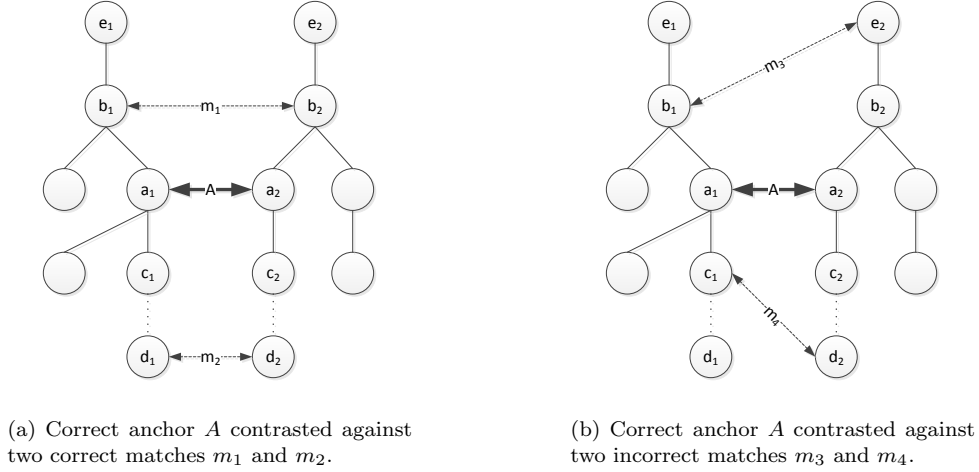 e1 e2 e1 e2
m3
b1 m1 b2 b1 b2
a1 A a2 a1 A a2
c1 c2 c1 c2
m4
d1 m2 d2 d1 d2
(a) Correct anchor A contrasted against
two correct matches m1 and m2.
(b) Correct anchor A contrasted against
two incorrect matches m3 and m4.